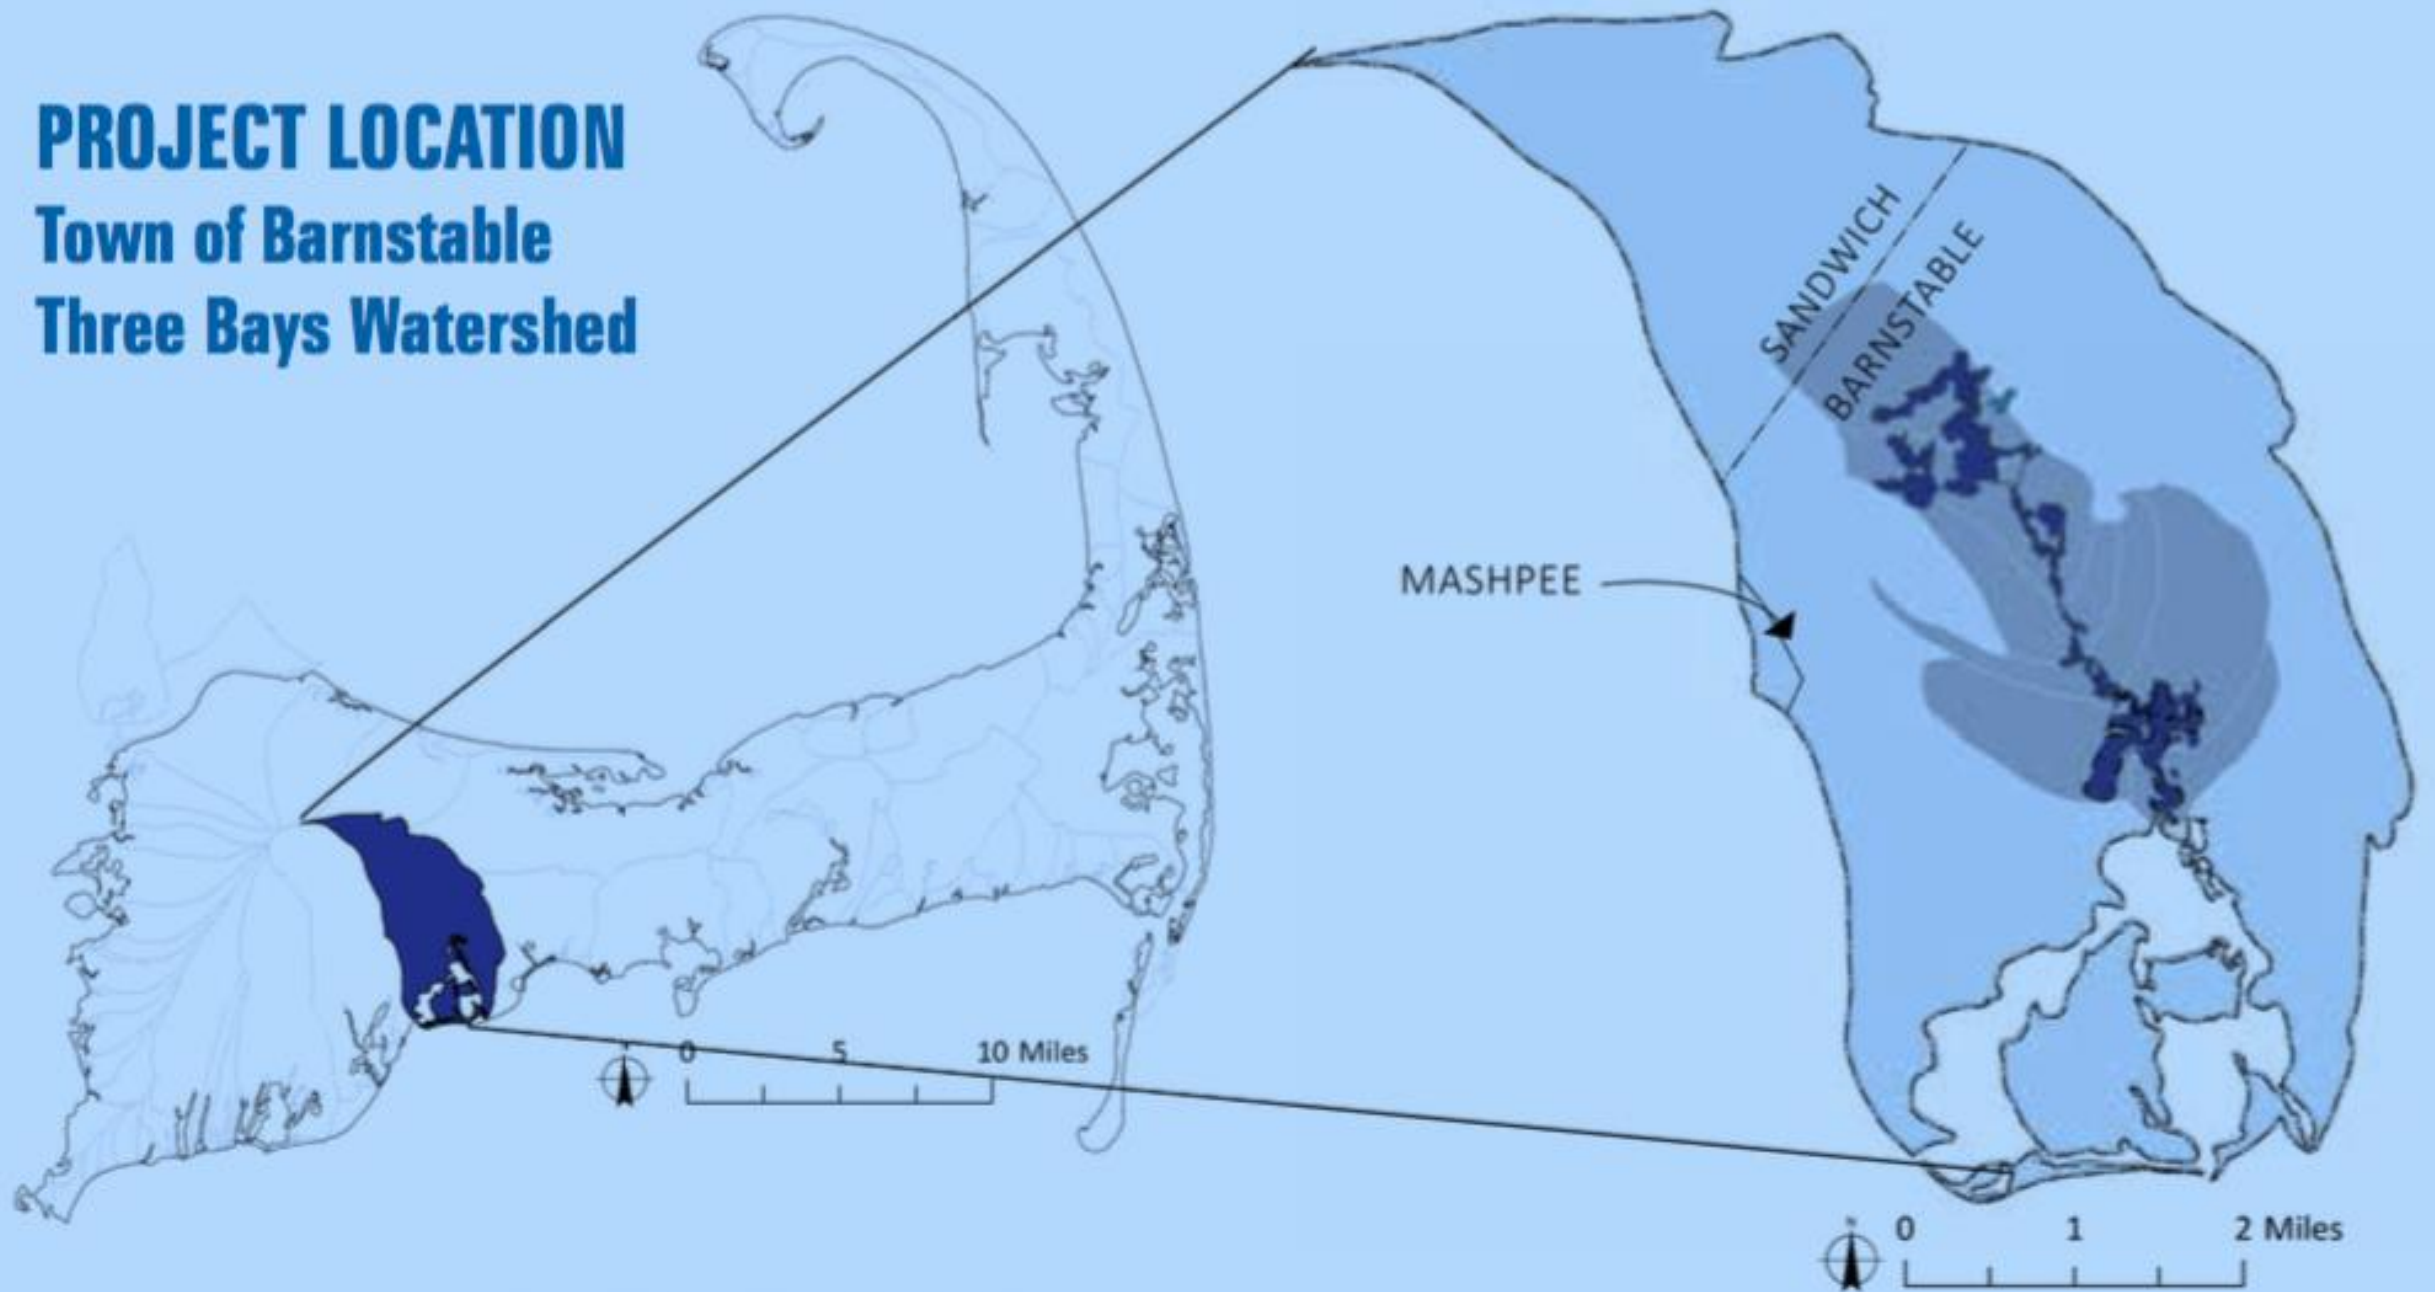 PROJECT LOCATION
Town of Barnstable
Three Bays Watershed
SANDWICH
BARNSTABLE
MASHPEE
0 5 10 Miles
N
0 1 2 Miles